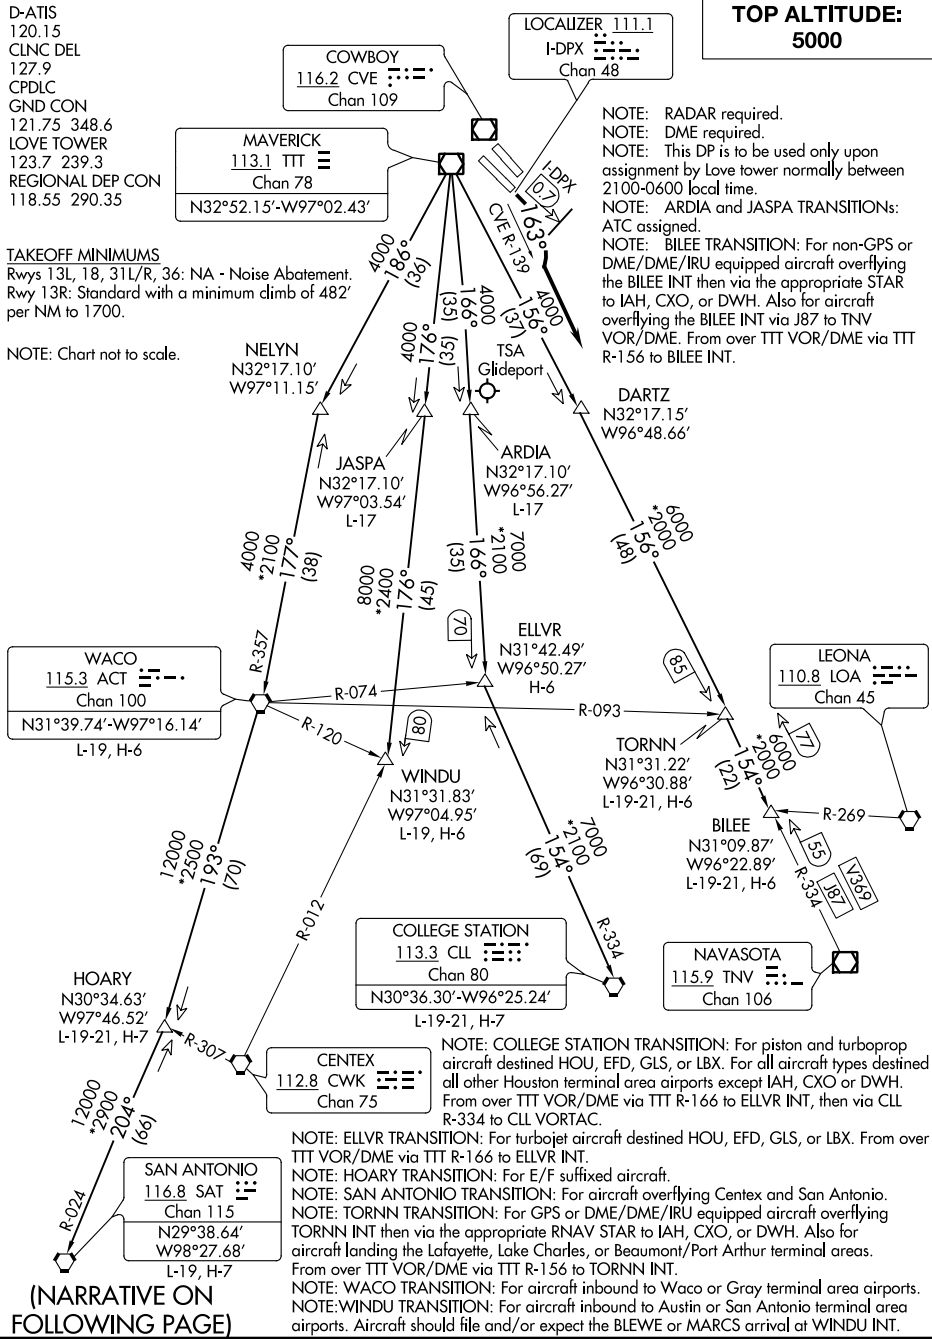 D-ATIS
120.15
CLNC DEL
127.9
CPDLC
GND CON
121.75 348.6
LOVE TOWER
123.7 239.3
REGIONAL DEP CON
118.55 290.35
TAKEOFF MINIMUMS
Rwys 13L, 18, 31L/R, 36: NA - Noise Abatement.
Rwy 13R: Standard with a minimum climb of 482'
per NM to 1700.
NOTE: Chart not to scale.
COWBOY
116.2 CVE
Chan 109
LOCALIZER 111.1
I-DPX
Chan 48
TOP ALTITUDE:
5000
MAVERICK
113.1 TTT
Chan 78
N32°52.15'-W97°02.43'
NOTE: RADAR required.
NOTE: DME required.
NOTE: This DP is to be used only upon
assignment by Love tower normally between
2100-0600 local time.
NOTE: ARDIA and JASPA TRANSITIONs:
ATC assigned.
NOTE: BILEE TRANSITION: For non-GPS or
DME/DME/IRU equipped aircraft overflying
the BILEE INT then via the appropriate STAR
to IAH, CXO, or DWH. Also for aircraft
overflying the BILEE INT via J87 to TNV
VOR/DME. From over TTT VOR/DME via TTT
R-156 to BILEE INT.
I-DPX
0.7
163°
CVE R-139
4000
186°
(36)
4000
176°
(35)
4000
166°
(35)
4000
156°
(37)
TSA
Glideport
NELYN
N32°17.10'
W97°11.15'
JASPA
N32°17.10'
W97°03.54'
L-17
ARDIA
N32°17.10'
W96°56.27'
L-17
DARTZ
N32°17.15'
W96°48.66'
4000
*2100
177°
(38)
R-357
8000
*2400
176°
(45)
7000
*2100
166°
(35)
70
6000
*2000
156°
(48)
85
WACO
115.3 ACT
Chan 100
N31°39.74'-W97°16.14'
L-19, H-6
R-074
R-093
R-120
80
ELLVR
N31°42.49'
W96°50.27'
H-6
WINDU
N31°31.83'
W97°04.95'
L-19, H-6
TORNN
N31°31.22'
W96°30.88'
L-19-21, H-6
LEONA
110.8 LOA
Chan 45
77
6000
*2000
154°
(22)
BILEE
N31°09.87'
W96°22.89'
L-19-21, H-6
R-269
55
R-334
J87
V369
NAVASOTA
115.9 TNV
Chan 106
12000
*2500
193°
(70)
R-012
7000
*2100
154°
(69)
R-334
COLLEGE STATION
113.3 CLL
Chan 80
N30°36.30'-W96°25.24'
L-19-21, H-7
HOARY
N30°34.63'
W97°46.52'
L-19-21, H-7
R-307
CENTEX
112.8 CWK
Chan 75
12000
*2900
204°
(66)
R-024
SAN ANTONIO
116.8 SAT
Chan 115
N29°38.64'
W98°27.68'
L-19, H-7
NOTE: COLLEGE STATION TRANSITION: For piston and turboprop
aircraft destined HOU, EFD, GLS, or LBX. For all aircraft types destined
all other Houston terminal area airports except IAH, CXO or DWH.
From over TTT VOR/DME via TTT R-166 to ELLVR INT, then via CLL
R-334 to CLL VORTAC.
NOTE: ELLVR TRANSITION: For turbojet aircraft destined HOU, EFD, GLS, or LBX. From over
TTT VOR/DME via TTT R-166 to ELLVR INT.
NOTE: HOARY TRANSITION: For E/F suffixed aircraft.
NOTE: SAN ANTONIO TRANSITION: For aircraft overflying Centex and San Antonio.
NOTE: TORNN TRANSITION: For GPS or DME/DME/IRU equipped aircraft overflying
TORNN INT then via the appropriate RNAV STAR to IAH, CXO, or DWH. Also for
aircraft landing the Lafayette, Lake Charles, or Beaumont/Port Arthur terminal areas.
From over TTT VOR/DME via TTT R-156 to TORNN INT.
NOTE: WACO TRANSITION: For aircraft inbound to Waco or Gray terminal area airports.
NOTE:WINDU TRANSITION: For aircraft inbound to Austin or San Antonio terminal area
airports. Aircraft should file and/or expect the BLEWE or MARCS arrival at WINDU INT.
(NARRATIVE ON
FOLLOWING PAGE)